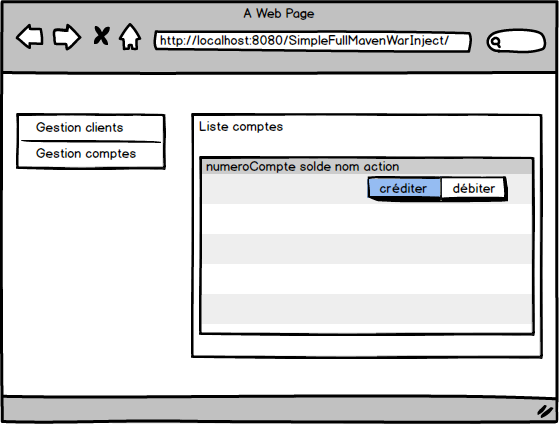 A Web Page
http://localhost:8080/SimpleFullMavenWarInject/
Gestion clients
Gestion comptes
Liste comptes
numeroCompte solde nom action
créditer débiter